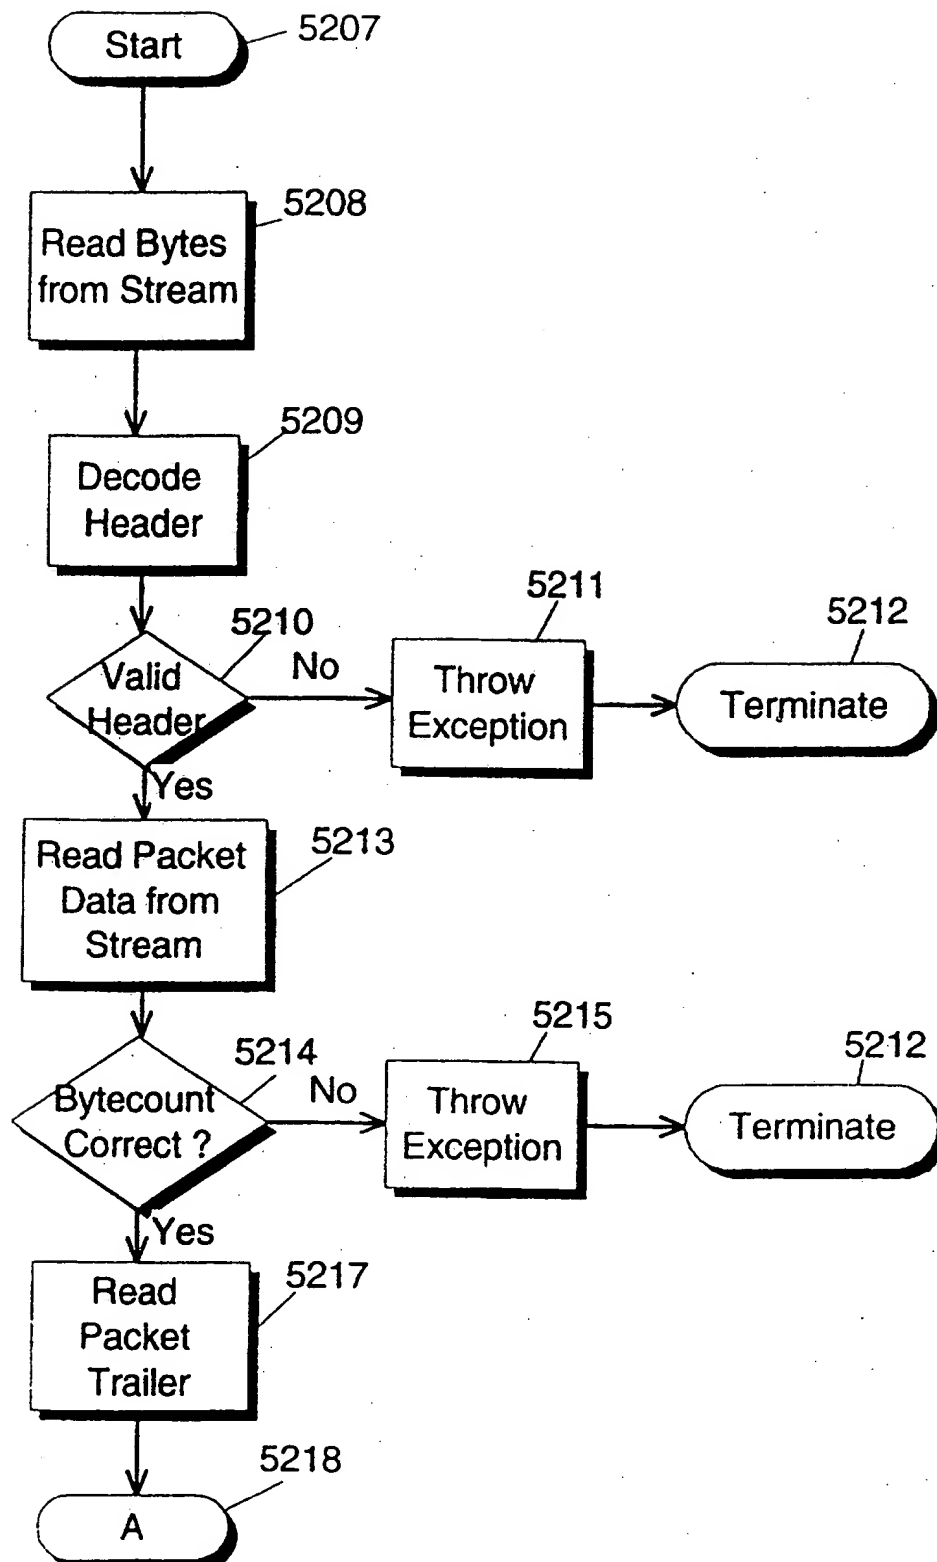 Start
5207
5208
Read Bytes
from Stream
5209
Decode
Header
5210
Valid
Header
No
5211
Throw
Exception
5212
Terminate
Yes
5213
Read Packet
Data from
Stream
5214
Bytecount
Correct ?
No
5215
Throw
Exception
5212
Terminate
Yes
5217
Read
Packet
Trailer
5218
A